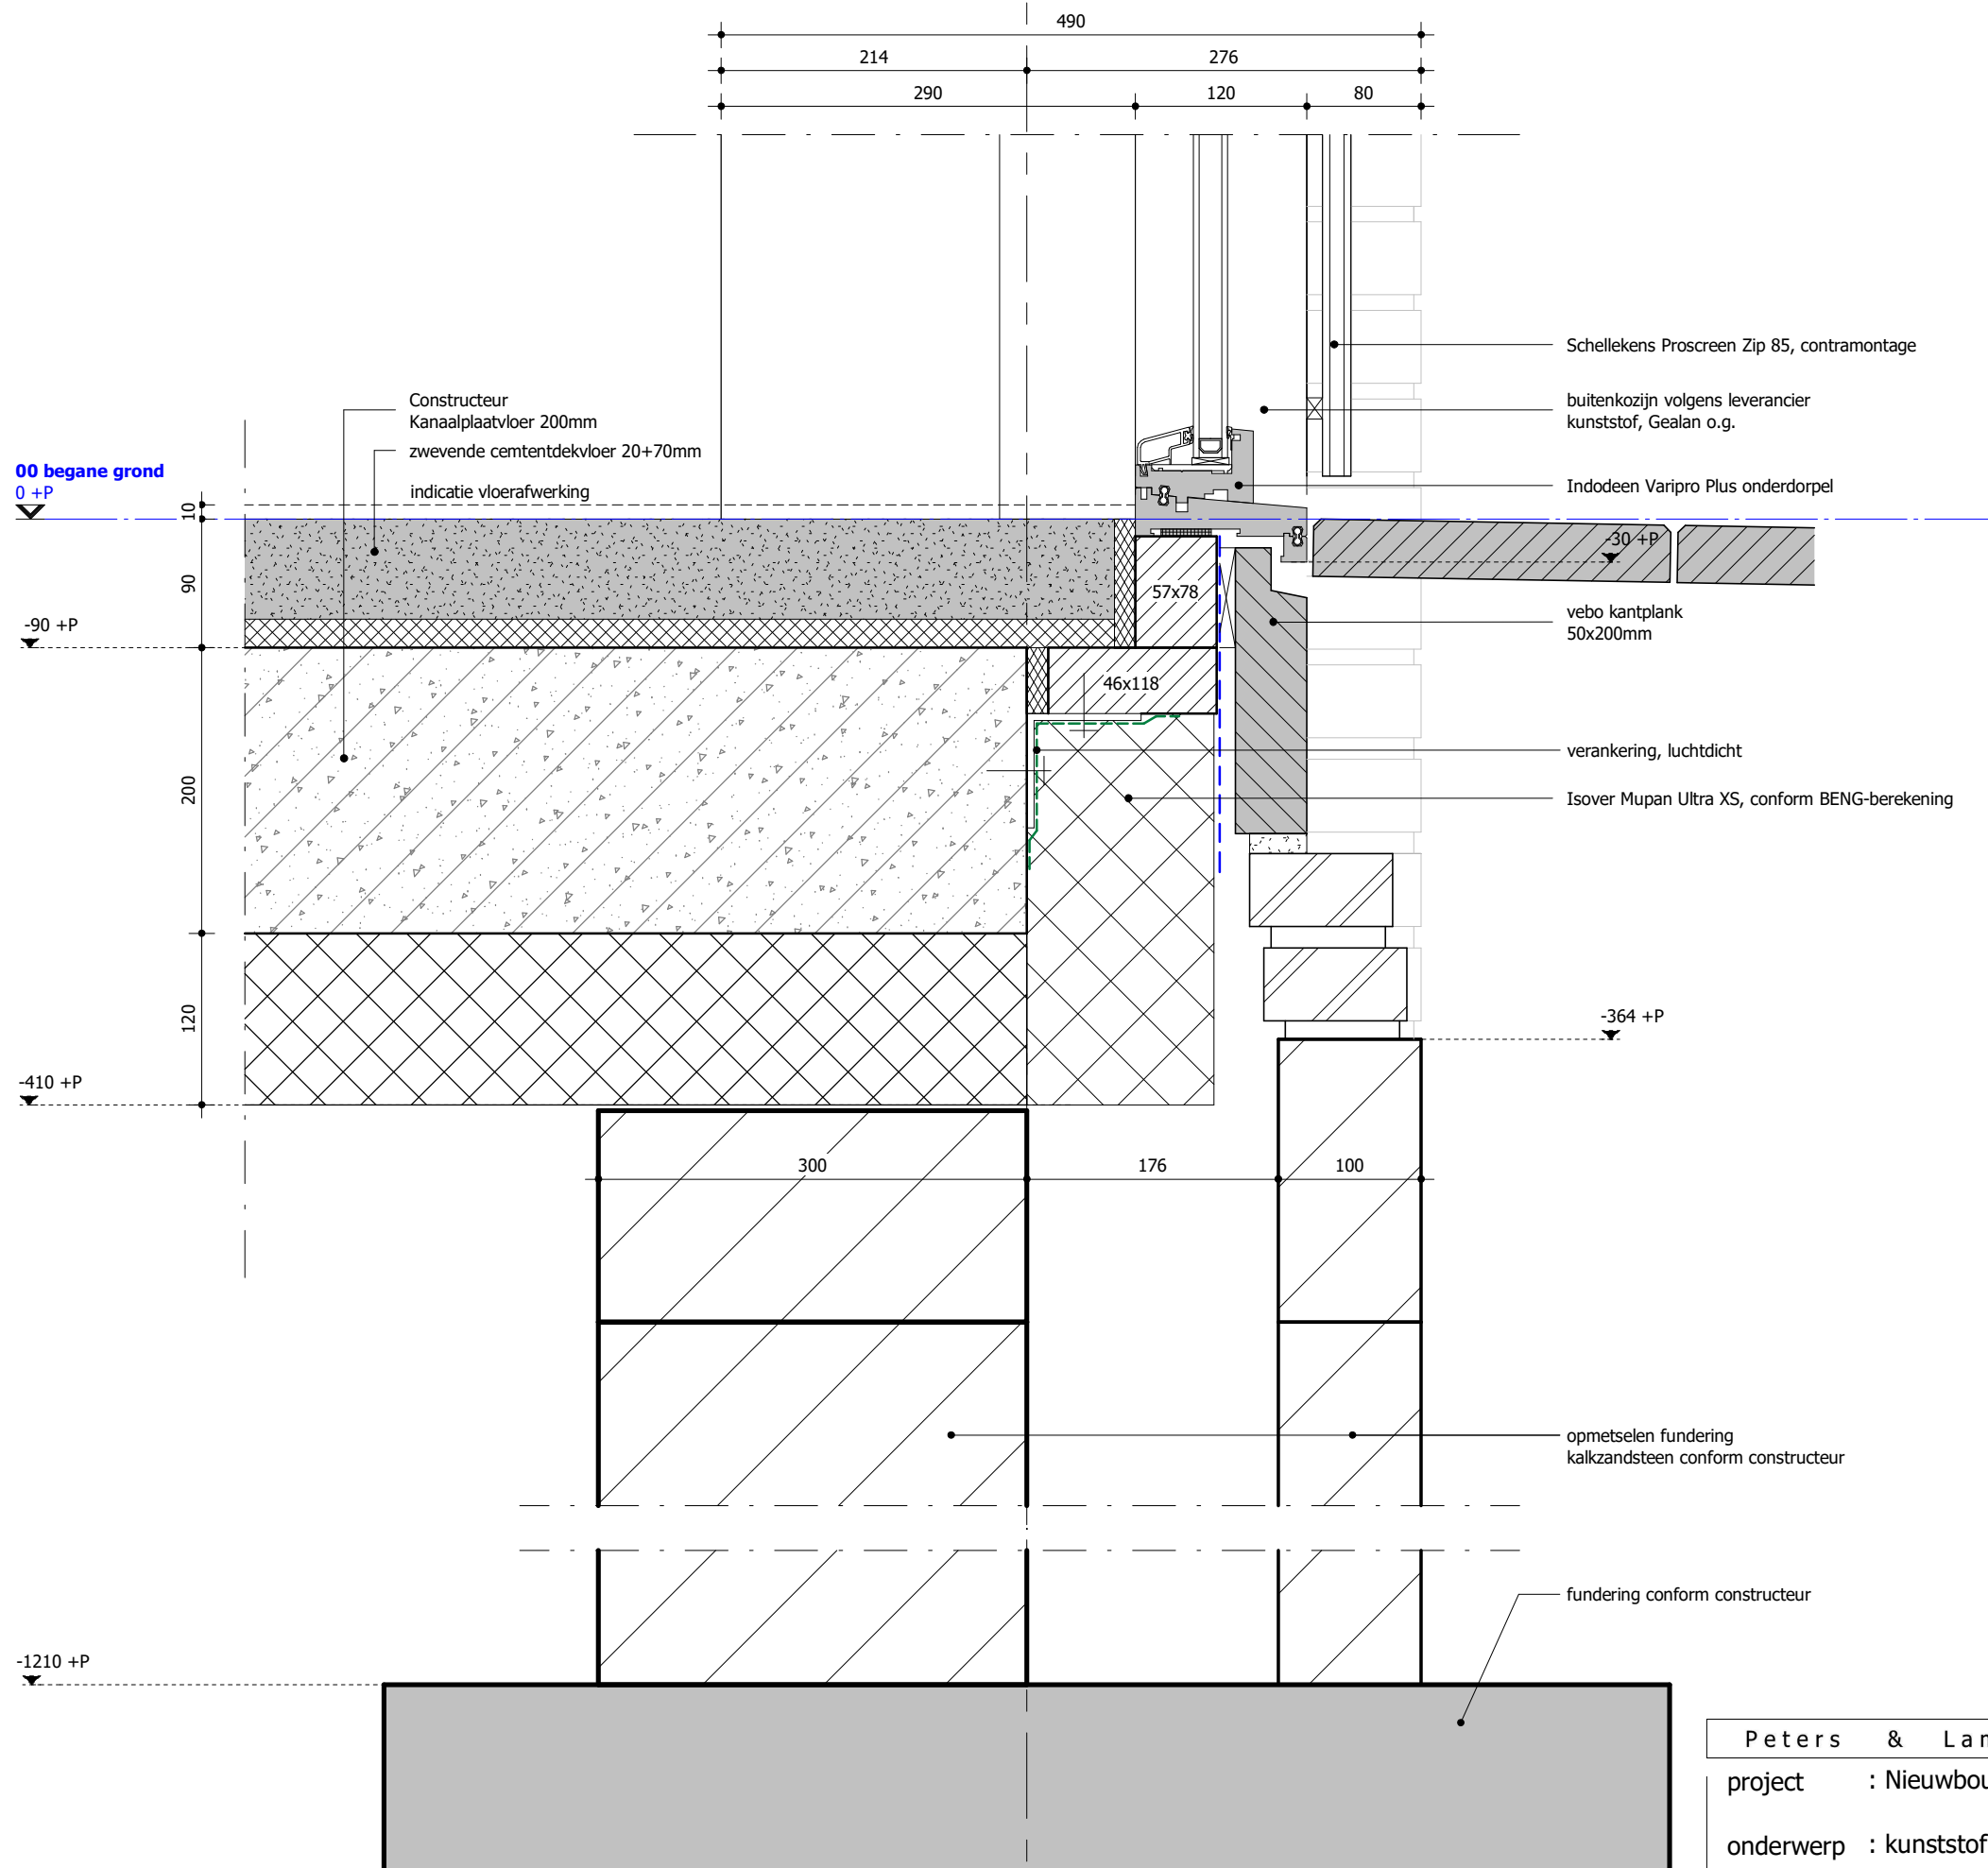 490
214
276
290
120
80
Schellekens Proscreen Zip 85, contramontage
Constructeur
Kanaalplaatvloer 200mm
buitenkozijn volgens leverancier
kunststof, Gealan o.g.
zwevende cemtentdekvloer 20+70mm
00 begane grond
0 +P
indicatie vloerafwerking
Indodeen Varipro Plus onderdorpel
10
-30 +P
90
57x78
vebo kantplank
50x200mm
-90 +P
46x118
verankering, luchtdicht
200
Isover Mupan Ultra XS, conform BENG-berekening
120
-364 +P
-410 +P
300
176
100
opmetselen fundering
kalkzandsteen conform constructeur
fundering conform constructeur
-1210 +P
Peters &
project :
onderwerp : kunststof